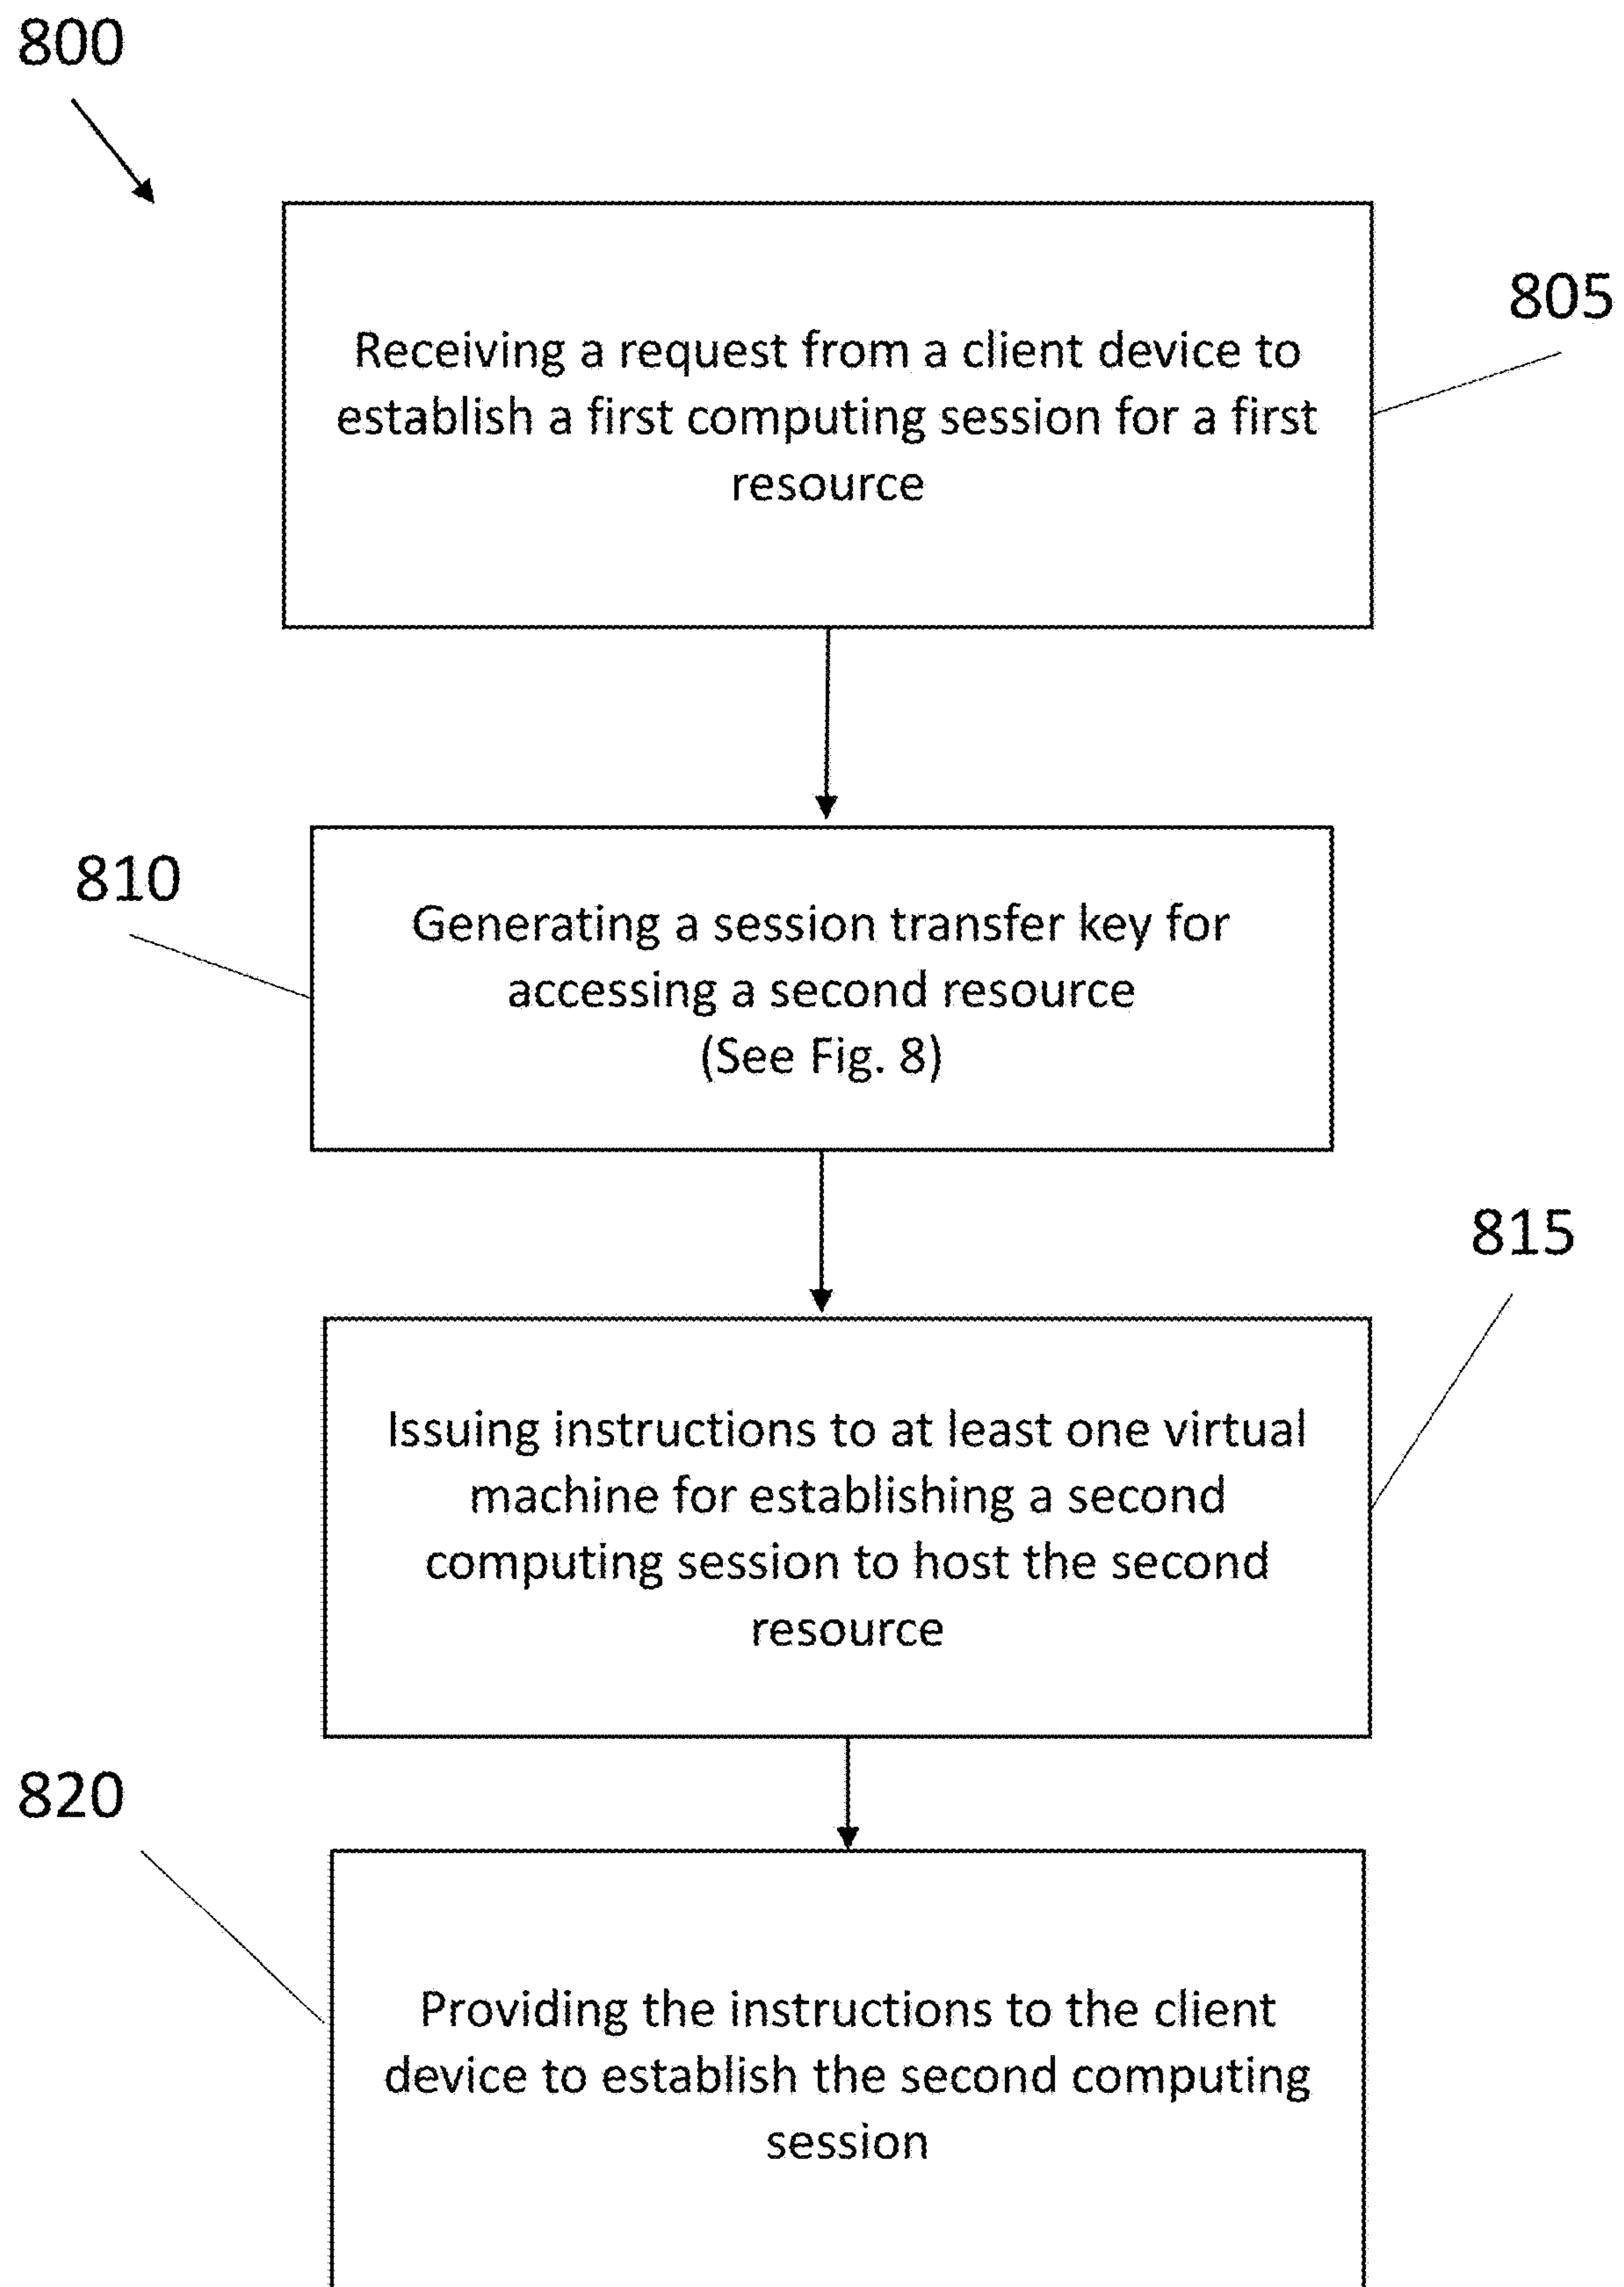 800
805
Receiving a request from a client device to
establish a first computing session for a first
resource
810
Generating a session transfer key for
accessing a second resource
(See Fig. 8)
815
Issuing instructions to at least one virtual
machine for establishing a second
computing session to host the second
resource
820
Providing the instructions to the client
device to establish the second computing
session